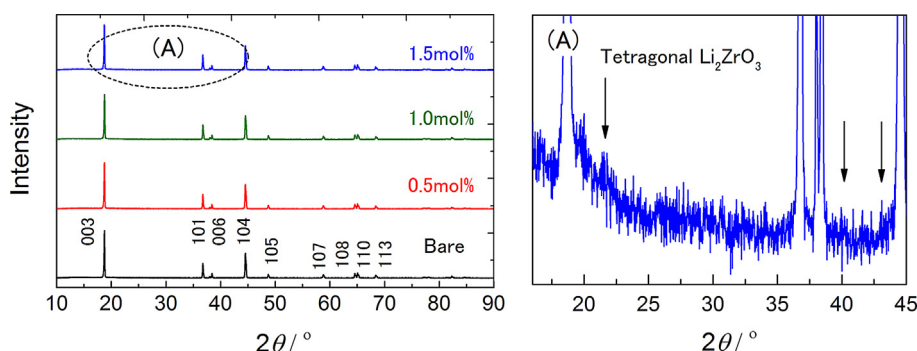 (A)
1.5mol%
1.0mol%
0.5mol%
Bare
Intensity
003 101 006 104 105 107 108 110 113
10 20 30 40 50 60 70 80 90
2θ / °
(A)
Tetragonal Li₂ZrO₃
20 25 30 35 40 45
2θ / °